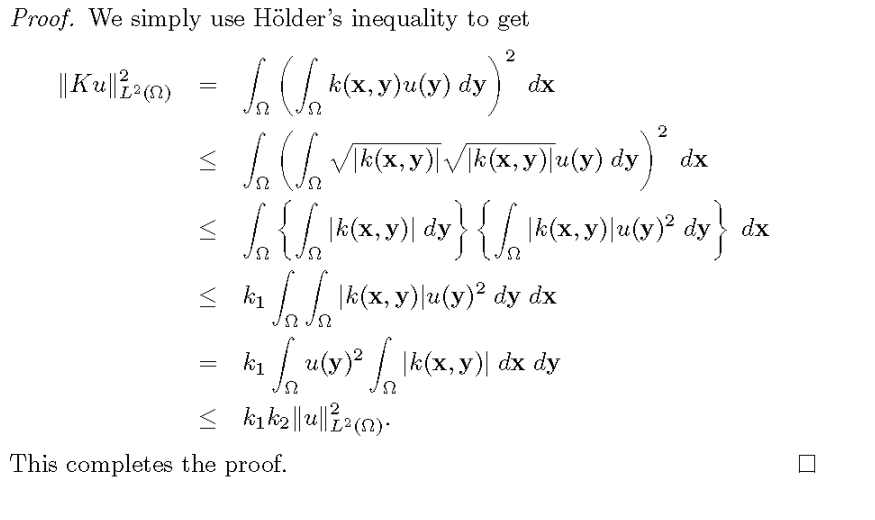 Proof. We simply use Hölder's inequality to get
‖Ku‖²_{L²(Ω)} = ∫_Ω (∫_Ω k(x, y)u(y) dy)² dx
≤ ∫_Ω (∫_Ω √|k(x, y)| √|k(x, y)| u(y) dy)² dx
≤ ∫_Ω {∫_Ω |k(x, y)| dy} {∫_Ω |k(x, y)|u(y)² dy} dx
≤ k₁ ∫_Ω ∫_Ω |k(x, y)|u(y)² dy dx
= k₁ ∫_Ω u(y)² ∫_Ω |k(x, y)| dx dy
≤ k₁k₂‖u‖²_{L²(Ω)}.
This completes the proof. □